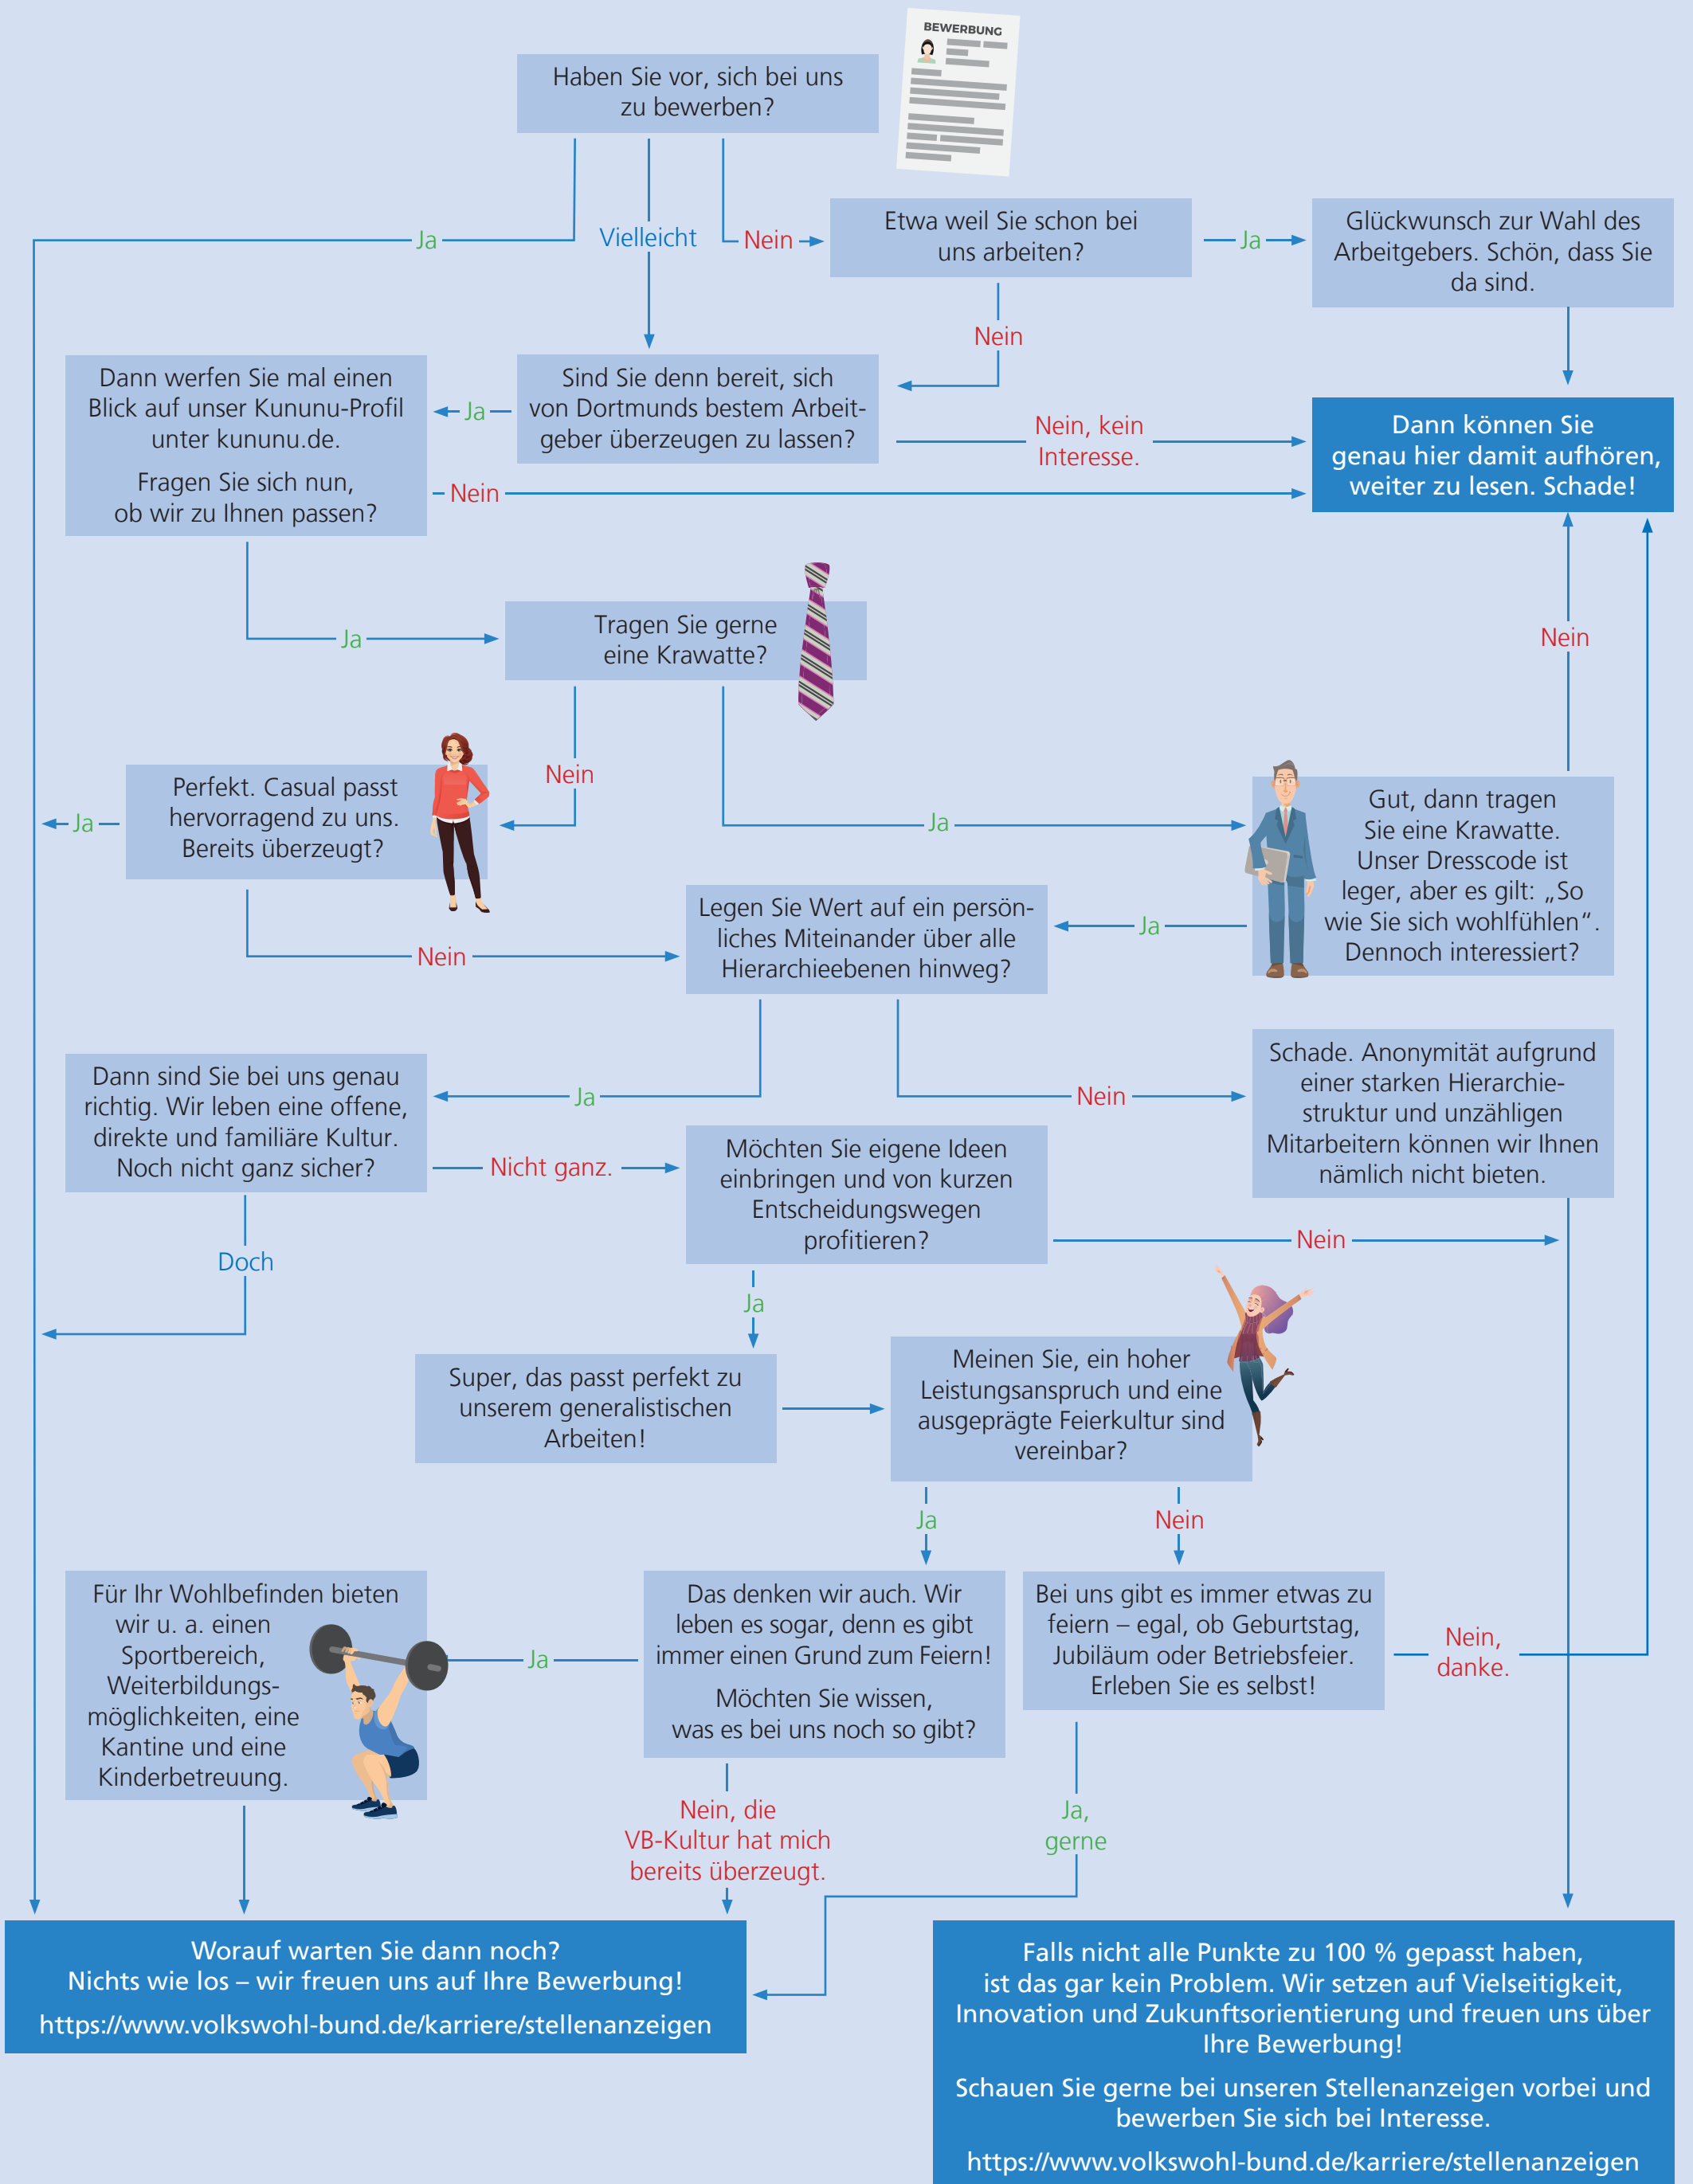 BEWERBUNG
Haben Sie vor, sich bei uns
zu bewerben?
Ja
Vielleicht
Nein
Etwa weil Sie schon bei
uns arbeiten?
Ja
Glückwunsch zur Wahl des
Arbeitgebers. Schön, dass Sie
da sind.
Nein
Dann werfen Sie mal einen
Blick auf unser Kununu-Profil
unter kununu.de.
Fragen Sie sich nun,
ob wir zu Ihnen passen?
Ja
Sind Sie denn bereit, sich
von Dortmunds bestem Arbeit-
geber überzeugen zu lassen?
Nein, kein
Interesse.
Nein
Dann können Sie
genau hier damit aufhören,
weiter zu lesen. Schade!
Ja
Tragen Sie gerne
eine Krawatte?
Nein
Nein
Ja
Perfekt. Casual passt
hervorragend zu uns.
Bereits überzeugt?
Ja
Gut, dann tragen
Sie eine Krawatte.
Unser Dresscode ist
leger, aber es gilt: „So
wie Sie sich wohlfühlen“.
Dennoch interessiert?
Nein
Legen Sie Wert auf ein persön-
liches Miteinander über alle
Hierarchieebenen hinweg?
Ja
Dann sind Sie bei uns genau
richtig. Wir leben eine offene,
direkte und familiäre Kultur.
Noch nicht ganz sicher?
Ja
Nein
Schade. Anonymität aufgrund
einer starken Hierarchie-
struktur und unzähligen
Mitarbeitern können wir Ihnen
nämlich nicht bieten.
Nicht ganz.
Möchten Sie eigene Ideen
einbringen und von kurzen
Entscheidungswegen
profitieren?
Nein
Doch
Ja
Super, das passt perfekt zu
unserem generalistischen
Arbeiten!
Meinen Sie, ein hoher
Leistungsanspruch und eine
ausgeprägte Feierkultur sind
vereinbar?
Ja
Nein
Für Ihr Wohlbefinden bieten
wir u. a. einen
Sportbereich,
Weiterbildungs-
möglichkeiten, eine
Kantine und eine
Kinderbetreuung.
Ja
Das denken wir auch. Wir
leben es sogar, denn es gibt
immer einen Grund zum Feiern!
Möchten Sie wissen,
was es bei uns noch so gibt?
Bei uns gibt es immer etwas zu
feiern – egal, ob Geburtstag,
Jubiläum oder Betriebsfeier.
Erleben Sie es selbst!
Nein,
danke.
Nein, die
VB-Kultur hat mich
bereits überzeugt.
Ja,
gerne
Worauf warten Sie dann noch?
Nichts wie los – wir freuen uns auf Ihre Bewerbung!
https://www.volkswohl-bund.de/karriere/stellenanzeigen
Falls nicht alle Punkte zu 100 % gepasst haben,
ist das gar kein Problem. Wir setzen auf Vielseitigkeit,
Innovation und Zukunftsorientierung und freuen uns über
Ihre Bewerbung!
Schauen Sie gerne bei unseren Stellenanzeigen vorbei und
bewerben Sie sich bei Interesse.
https://www.volkswohl-bund.de/karriere/stellenanzeigen